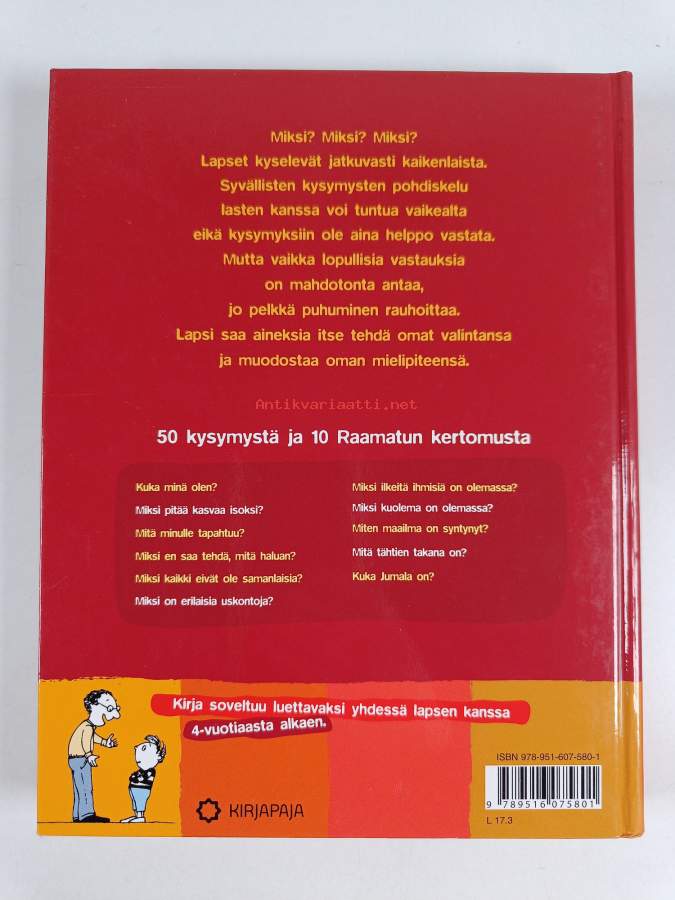 Miksi? Miksi? Miksi?
Lapset kyselevät jatkuvasti kaikenlaista.
Syvällisten kysymysten pohdiskelu
lasten kanssa voi tuntua vaikealta
eikä kysymyksiin ole aina helppo vastata.
Mutta vaikka lopullisia vastauksia
on mahdotonta antaa,
jo pelkkä puhuminen rauhoittaa.
Lapsi saa aineksia itse tehdä omat valintansa
ja muodostaa oman mielipiteensä.
Antikvariaatti.net
50 kysymystä ja 10 Raamatun kertomusta
Kuka minä olen?
Miksi pitää kasvaa isoksi?
Mitä minulle tapahtuu?
Miksi en saa tehdä, mitä haluan?
Miksi kaikki eivät ole samanlaisia?
Miksi on erilaisia uskontoja?
Miksi ilkeitä ihmisiä on olemassa?
Miksi kuolema on olemassa?
Miten maailma on syntynyt?
Mitä tähtien takana on?
Kuka Jumala on?
Kirja soveltuu luettavaksi yhdessä lapsen kanssa
4-vuotiaasta alkaen.
KIRJAPAJA
ISBN 978-951-607-580-1
9 789516 075801
L 17.3